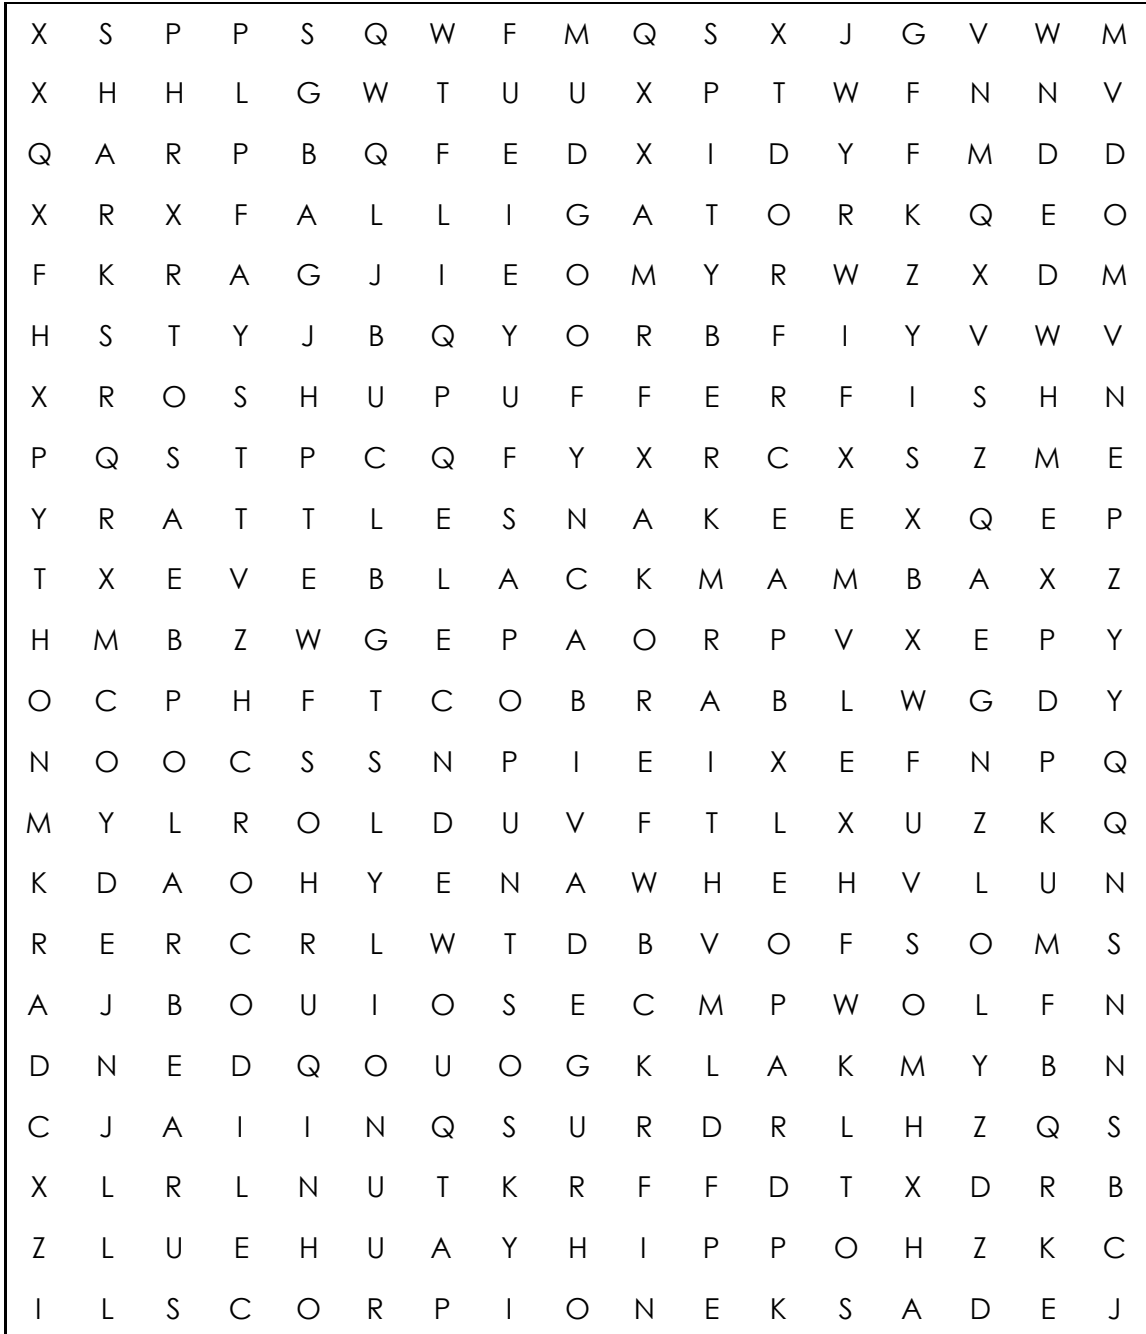 X S P P S Q W F M Q S X J G V W M
X H H L G W T U U X P T W F N N V
Q A R P B Q F E D X I D Y F M D D
X R X F A L L I G A T O R K Q E O
F K R A G J I E O M Y R W Z X D M
H S T Y J B Q Y O R B F I Y V W V
X R O S H U P U F F E R F I S H N
P Q S T P C Q F Y X R C X S Z M E
Y R A T T L E S N A K E E X Q E P
T X E V E B L A C K M A M B A X Z
H M B Z W G E P A O R P V X E P Y
O C P H F T C O B R A B L W G D Y
N O O C S S N P I E I X E F N P Q
M Y L R O L D U V F T L X U Z K Q
K D A O H Y E N A W H E H V L U N
R E R C R L W T D B V O F S O M S
A J B O U I O S E C M P W O L F N
D N E D Q O U O G K L A K M Y B N
C J A I I N Q S U R D R L H Z Q S
X L R L N U T K R F F D T X D R B
Z L U E H U A Y H I P P O H Z K C
I L S C O R P I O N E K S A D E J